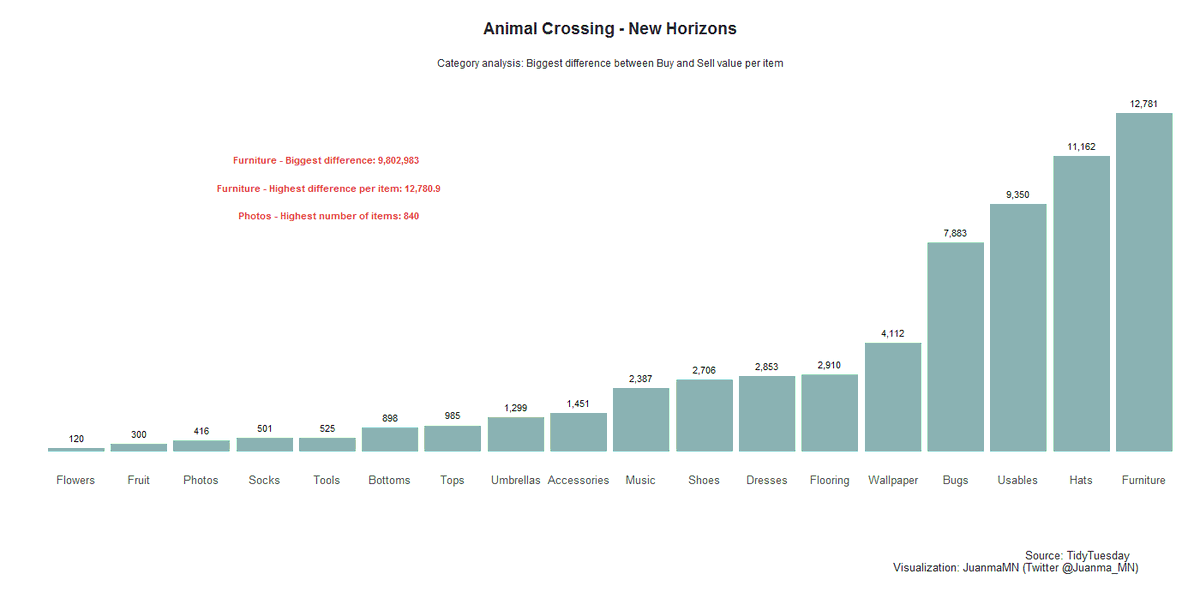 Animal Crossing - New Horizons
Category analysis: Biggest difference between Buy and Sell value per item
Furniture - Biggest difference: 9,802,983
Furniture - Highest difference per item: 12,780.9
Photos - Highest number of items: 840
120
300
416
501
525
898
985
1,299
1,451
2,387
2,706
2,853
2,910
4,112
7,883
9,350
11,162
12,781
Flowers
Fruit
Photos
Socks
Tools
Bottoms
Tops
Umbrellas
Accessories
Music
Shoes
Dresses
Flooring
Wallpaper
Bugs
Usables
Hats
Furniture
Source: TidyTuesday
Visualization: JuanmaMN (Twitter @Juanma_MN)